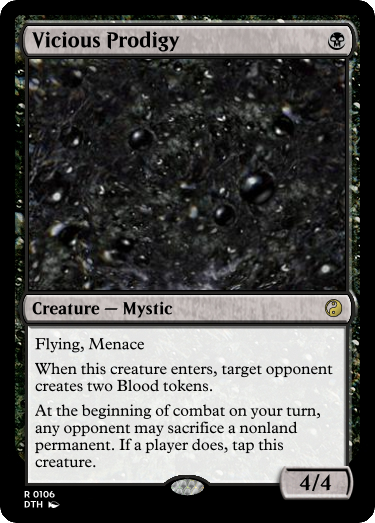 Vicious Prodigy
Creature — Mystic
Flying, Menace
When this creature enters, target opponent
creates two Blood tokens.
At the beginning of combat on your turn,
any opponent may sacrifice a nonland
permanent. If a player does, tap this
creature.
4/4
R 0106
DTH